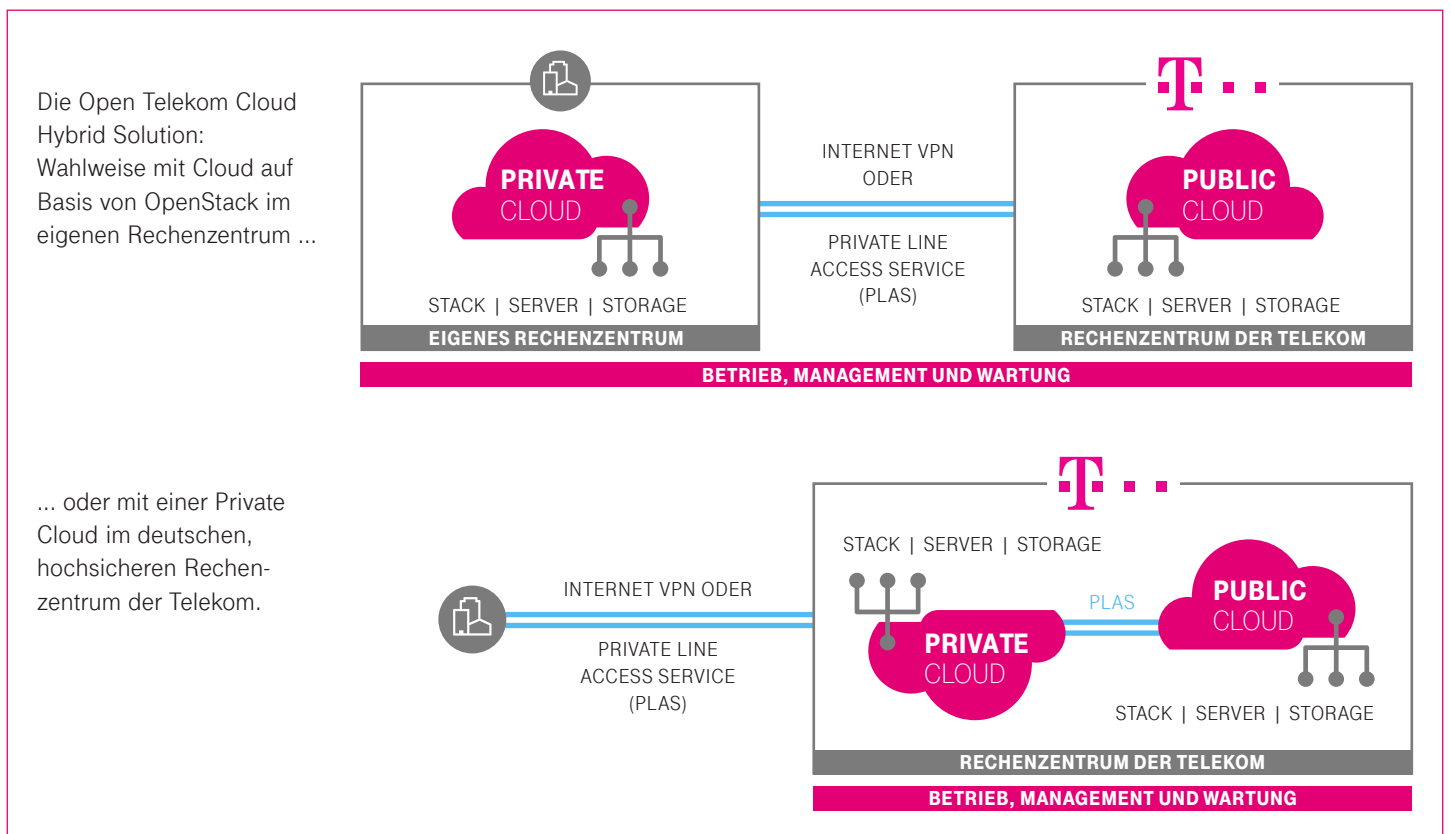 Die Open Telekom Cloud
Hybrid Solution:
Wahlweise mit Cloud auf
Basis von OpenStack im
eigenen Rechenzentrum ...
PRIVATE
CLOUD
STACK | SERVER | STORAGE
EIGENES RECHENZENTRUM
INTERNET VPN
ODER
PRIVATE LINE
ACCESS SERVICE
(PLAS)
T
PUBLIC
CLOUD
STACK | SERVER | STORAGE
RECHENZENTRUM DER TELEKOM
BETRIEB, MANAGEMENT UND WARTUNG
... oder mit einer Private
Cloud im deutschen,
hochsicheren Rechen-
zentrum der Telekom.
INTERNET VPN ODER
PRIVATE LINE
ACCESS SERVICE
(PLAS)
T
STACK | SERVER | STORAGE
PRIVATE
CLOUD
PLAS
PUBLIC
CLOUD
STACK | SERVER | STORAGE
RECHENZENTRUM DER TELEKOM
BETRIEB, MANAGEMENT UND WARTUNG